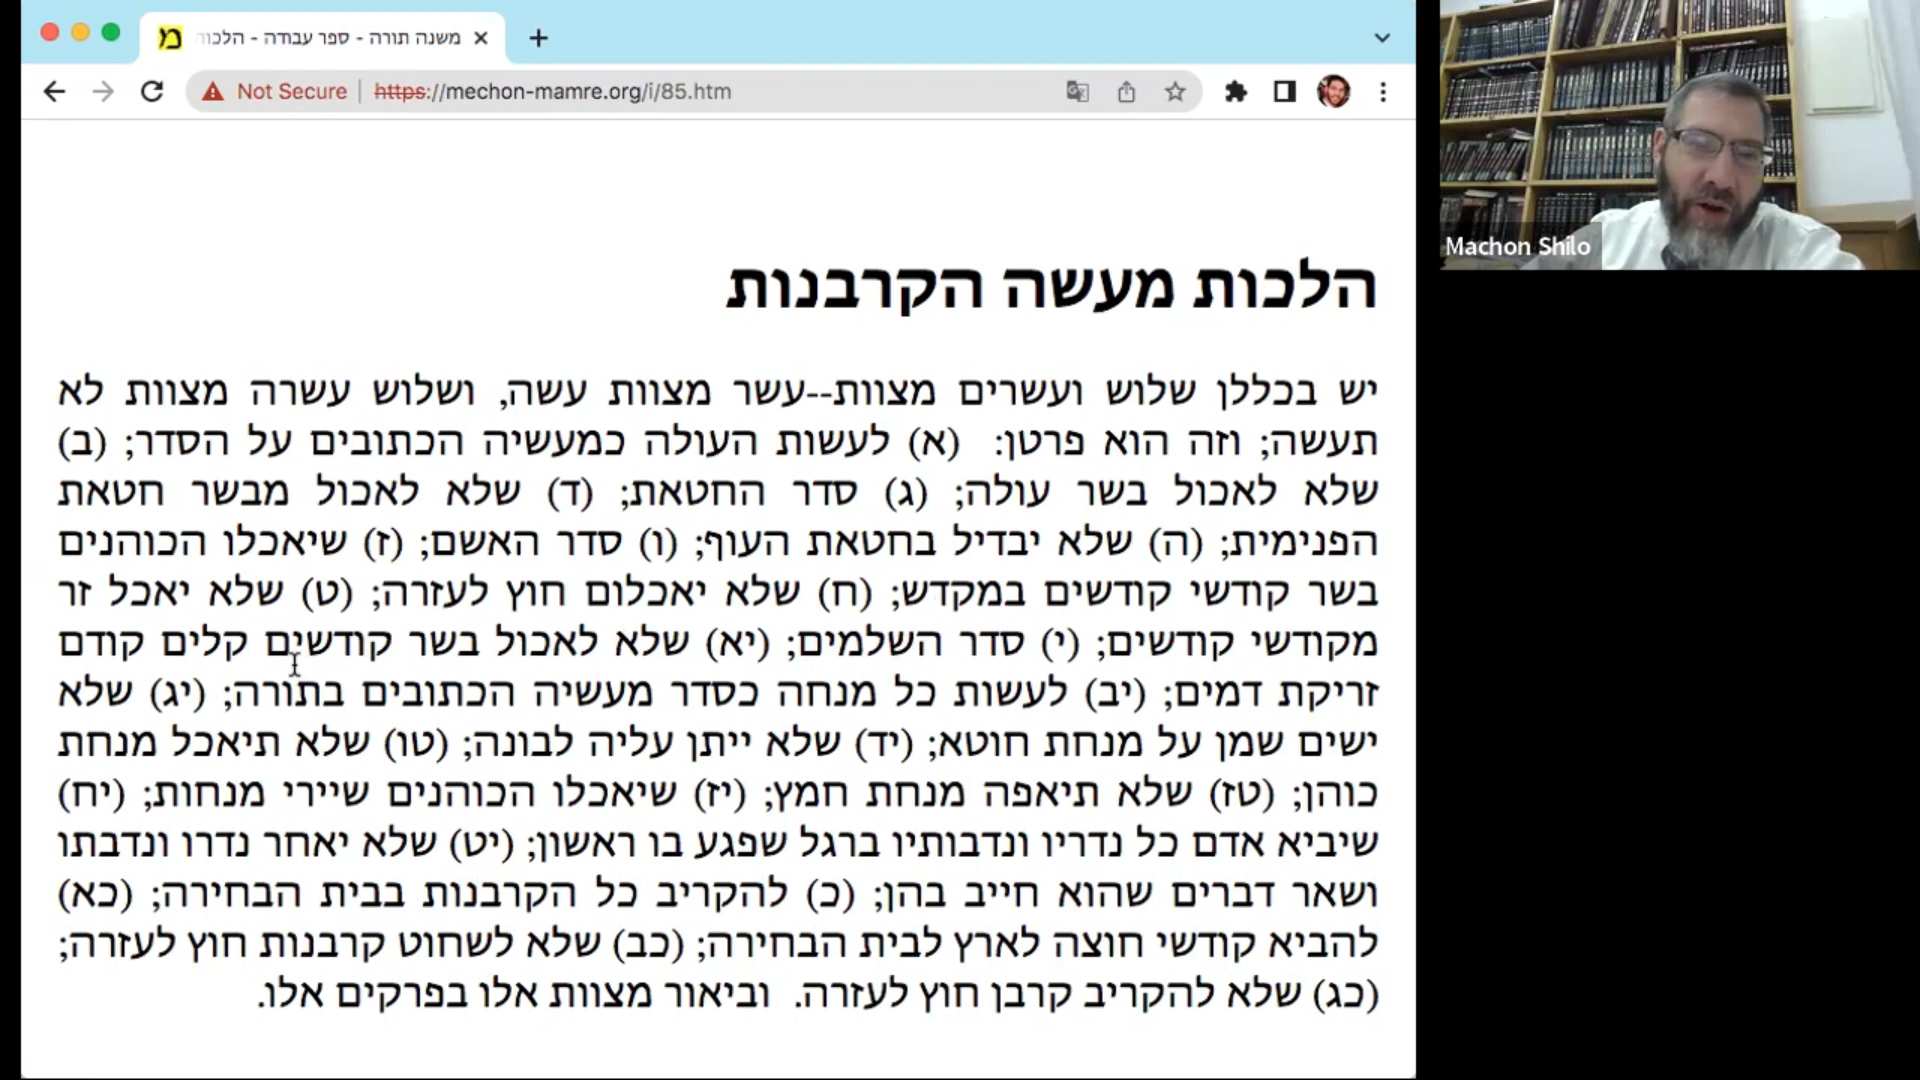 משנה תורה - ספר עבודה - הלכות
Not Secure
https://mechon-mamre.org/i/85.htm
Machon Shilo
הלכות מעשה הקרבנות
יש בכללן שלוש ועשרים מצוות--עשר מצוות עשה, ושלוש עשרה מצוות לא
תעשה; וזה הוא פרטן:  (א) לעשות העולה כמעשיה הכתובים על הסדר; (ב)
שלא לאכול בשר עולה; (ג) סדר החטאת; (ד) שלא לאכול מבשר חטאת
הפנימית; (ה) שלא יבדיל בחטאת העוף; (ו) סדר האשם; (ז) שיאכלו הכוהנים
בשר קודשי קודשים במקדש; (ח) שלא יאכלום חוץ לעזרה; (ט) שלא יאכל זר
מקודשי קודשים; (י) סדר השלמים; (יא) שלא לאכול בשר קודשים קלים קודם
זריקת דמים; (יב) לעשות כל מנחה כסדר מעשיה הכתובים בתורה; (יג) שלא
ישים שמן על מנחת חוטא; (יד) שלא ייתן עליה לבונה; (טו) שלא תיאכל מנחת
כוהן; (טז) שלא תיאפה מנחת חמץ; (יז) שיאכלו הכוהנים שיירי מנחות; (יח)
שיביא אדם כל נדריו ונדבותיו ברגל שפגע בו ראשון; (יט) שלא יאחר נדרו ונדבתו
ושאר דברים שהוא חייב בהן; (כ) להקריב כל הקרבנות בבית הבחירה; (כא)
להביא קודשי חוצה לארץ לבית הבחירה; (כב) שלא לשחוט קרבנות חוץ לעזרה;
(כג) שלא להקריב קרבן חוץ לעזרה.  וביאור מצוות אלו בפרקים אלו.